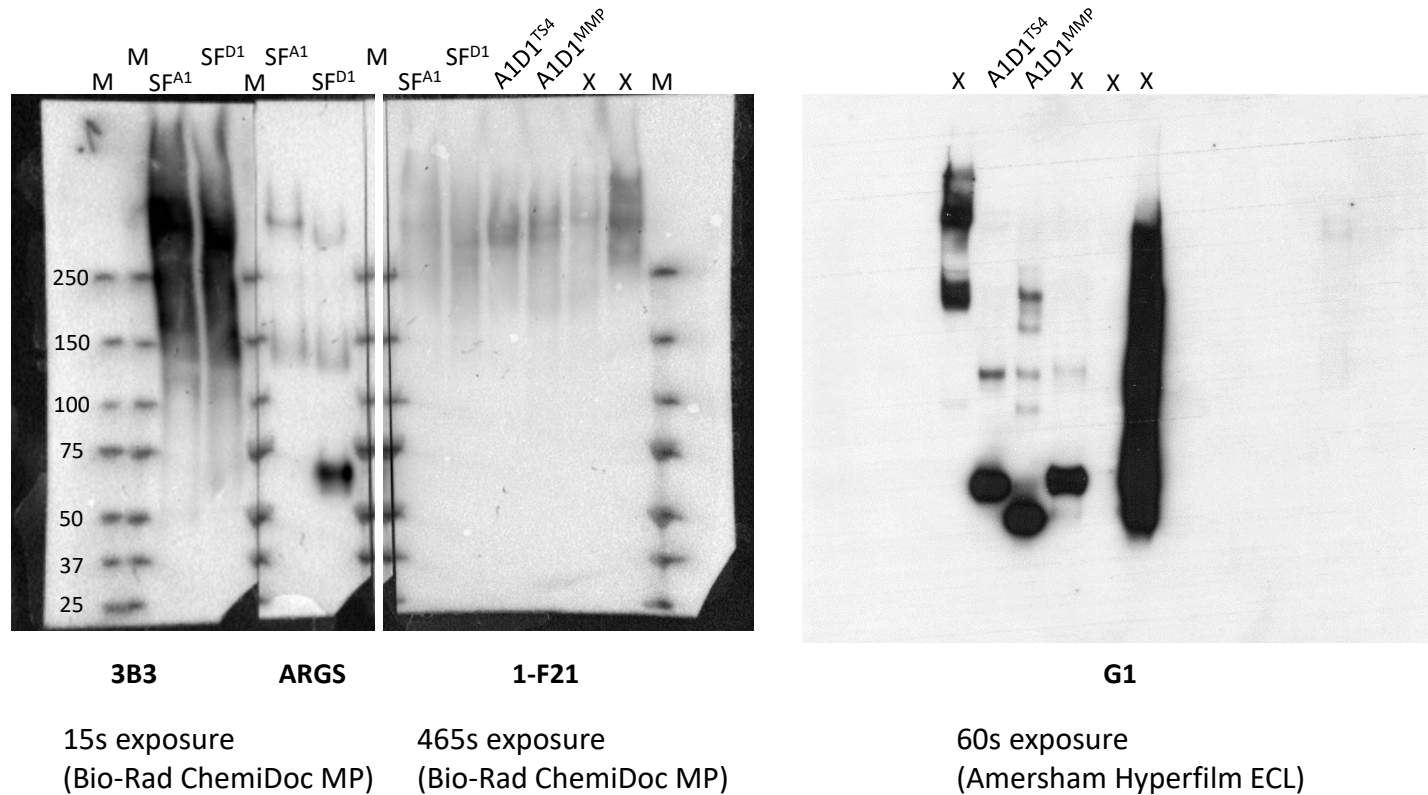 M M SF^A1 SF^D1 M SF^A1 SF^D1 M SF^A1 SF^D1 A1D1^TS4 A1D1^MMP X X M
X A1D1^TS4 A1D1^MMP X X X
250
150
100
75
50
37
25
3B3 ARGS 1-F21 G1
15s exposure
(Bio-Rad ChemiDoc MP)
465s exposure
(Bio-Rad ChemiDoc MP)
60s exposure
(Amersham Hyperfilm ECL)